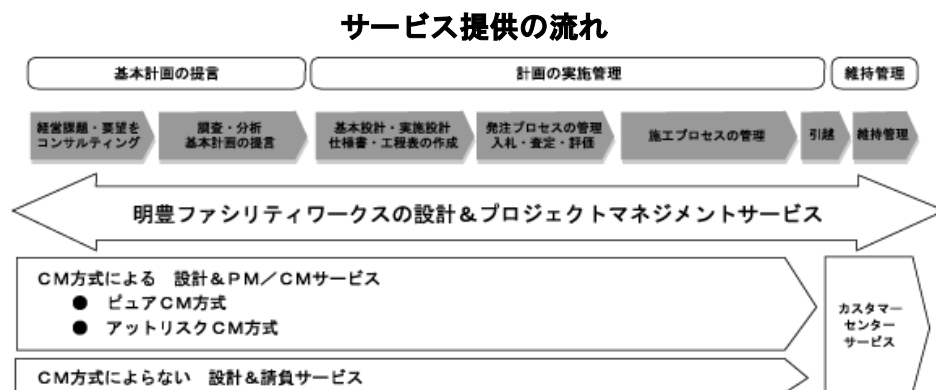 サービス提供の流れ
基本計画の提言
計画の実施管理
維持管理
経営課題・要望を
コンサルティング
調査・分析
基本計画の提言
基本設計・実施設計
仕様書・工程表の作成
発注プロセスの管理
入札・査定・評価
施工プロセスの管理
引越
維持管理
明豊ファシリティワークスの設計＆プロジェクトマネジメントサービス
ＣＭ方式による　設計＆ＰＭ／ＣＭサービス
● ピュアＣＭ方式
● アットリスクＣＭ方式
カスタマー
センター
サービス
ＣＭ方式によらない　設計＆請負サービス